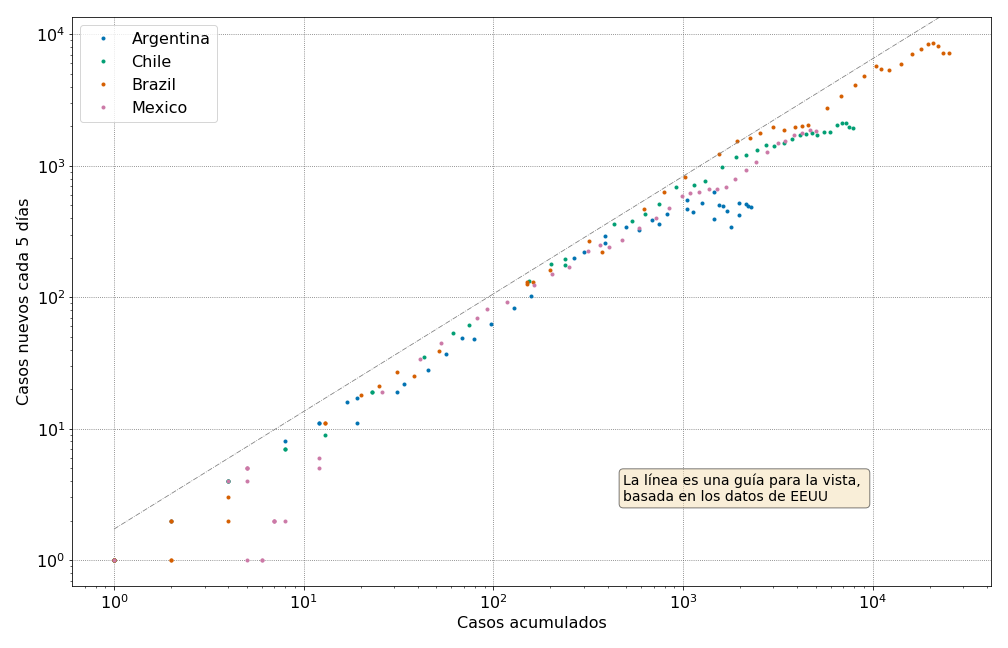 Argentina
Chile
Brazil
Mexico
10⁴
10³
10²
10¹
10⁰
Casos nuevos cada 5 días
La línea es una guía para la vista,
basada en los datos de EEUU
10⁰ 10¹ 10² 10³ 10⁴
Casos acumulados